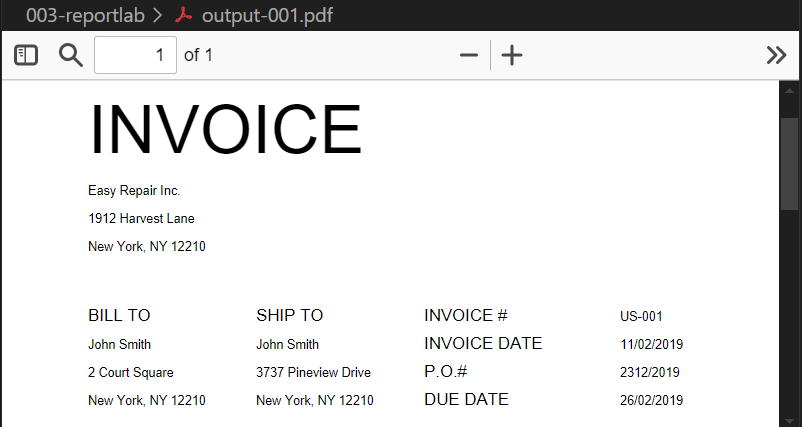 003-reportlab > output-001.pdf
1 of 1
INVOICE
Easy Repair Inc.
1912 Harvest Lane
New York, NY 12210
BILL TO SHIP TO INVOICE # US-001
John Smith John Smith INVOICE DATE 11/02/2019
2 Court Square 3737 Pineview Drive P.O.# 2312/2019
New York, NY 12210 New York, NY 12210 DUE DATE 26/02/2019